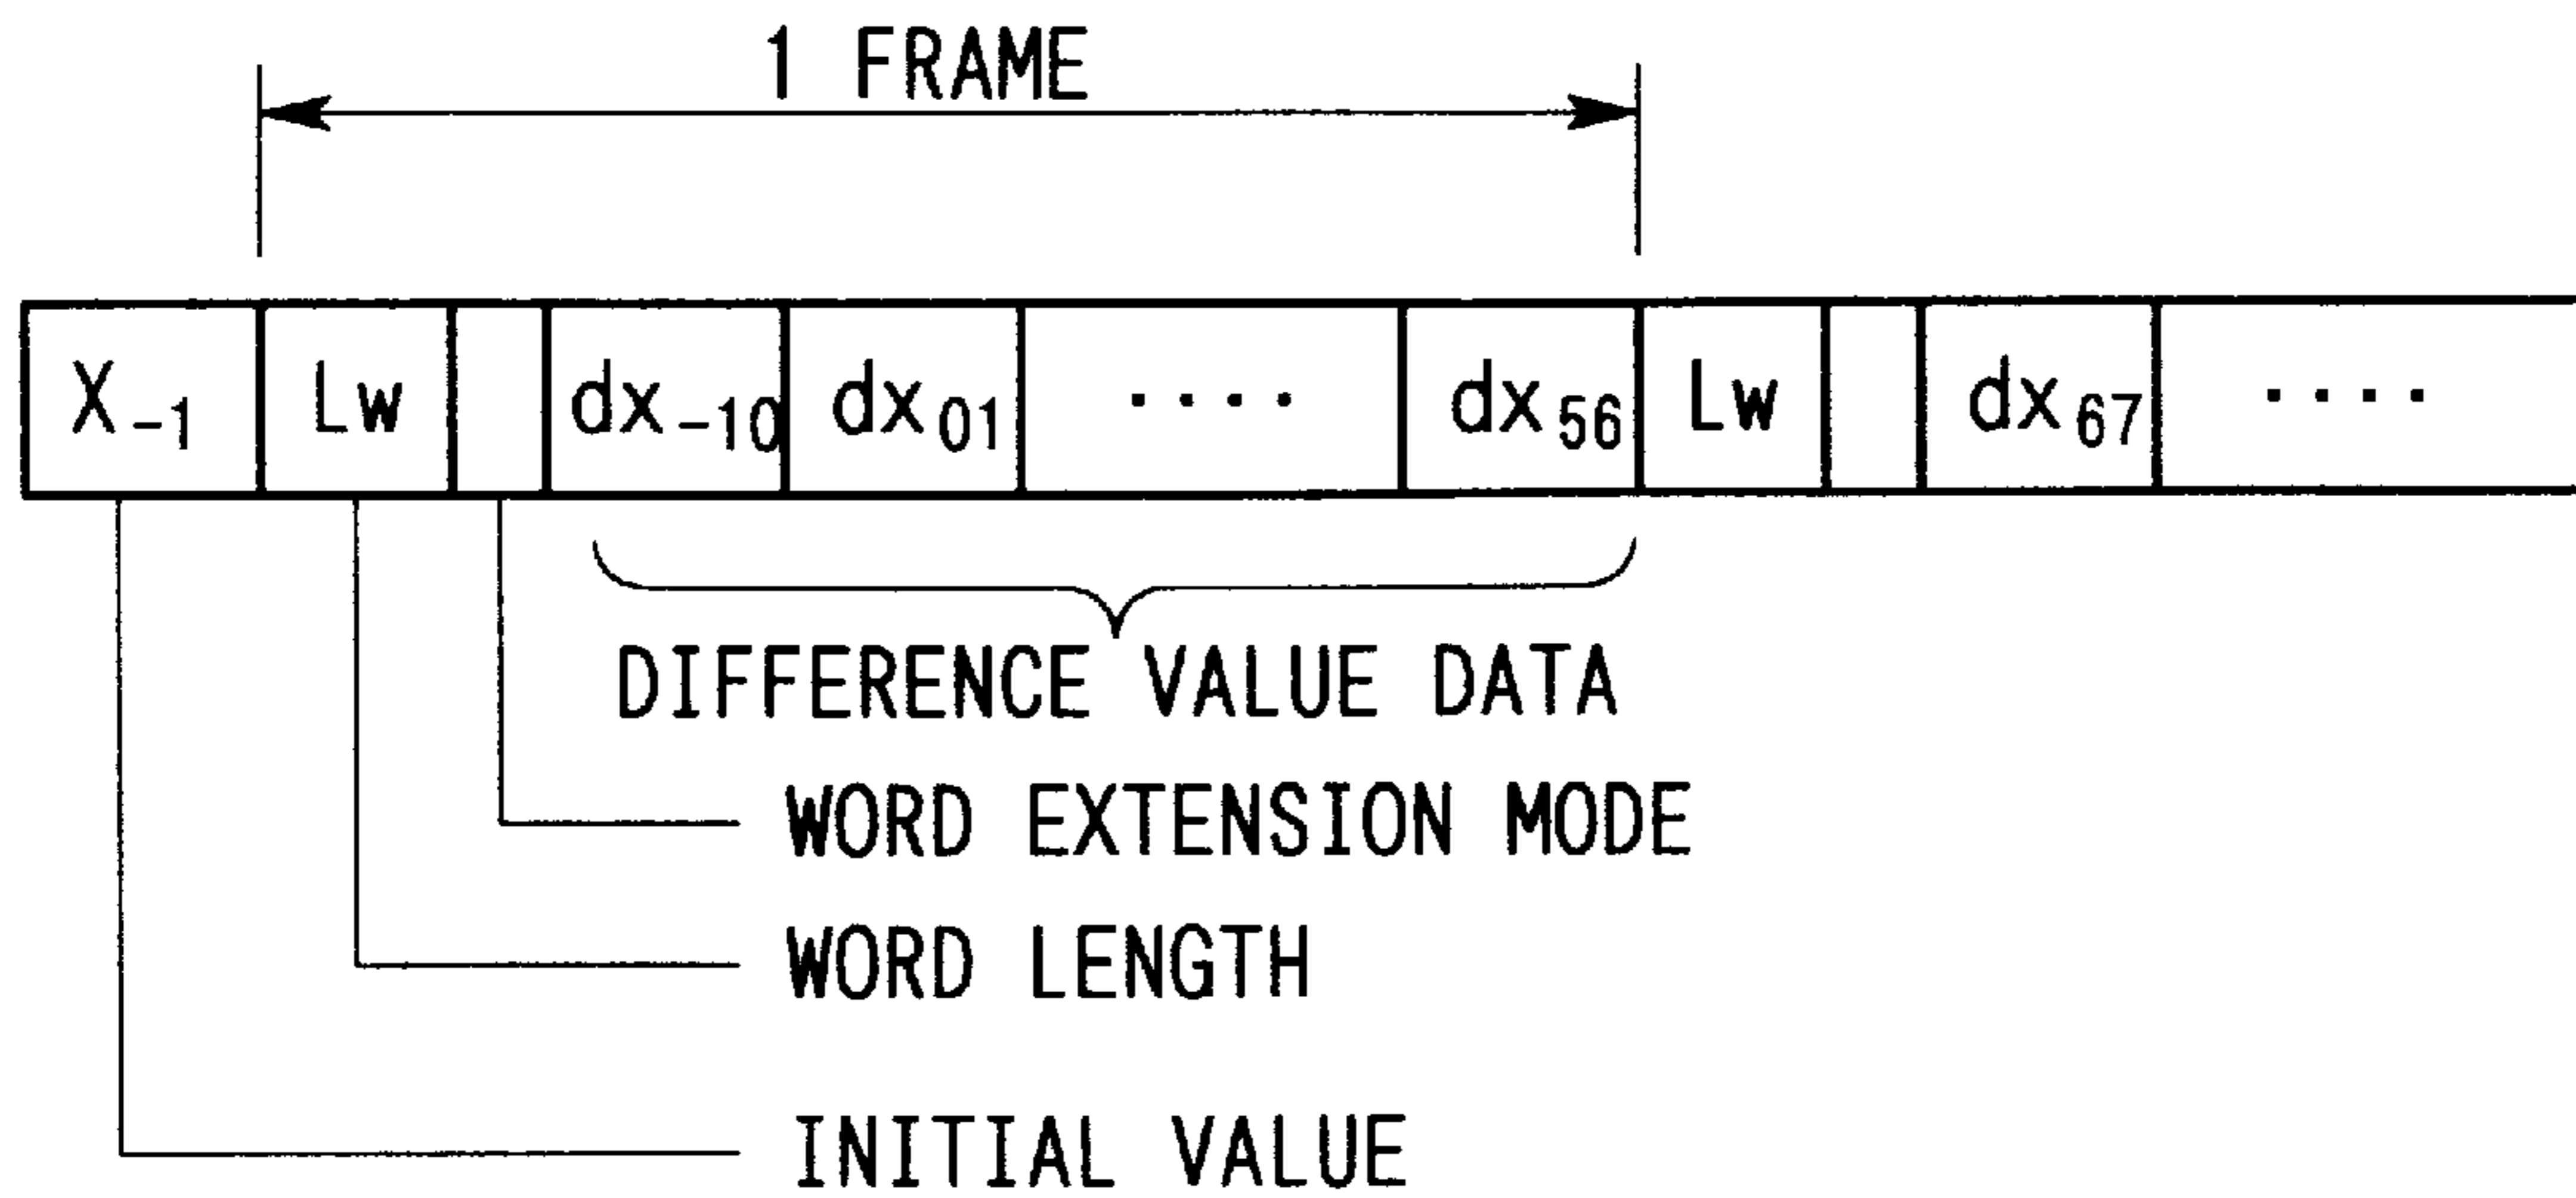 1 FRAME
X₋₁ Lw dx₋₁₀ dx₀₁ ···· dx₅₆ Lw dx₆₇ ····
DIFFERENCE VALUE DATA
WORD EXTENSION MODE
WORD LENGTH
INITIAL VALUE